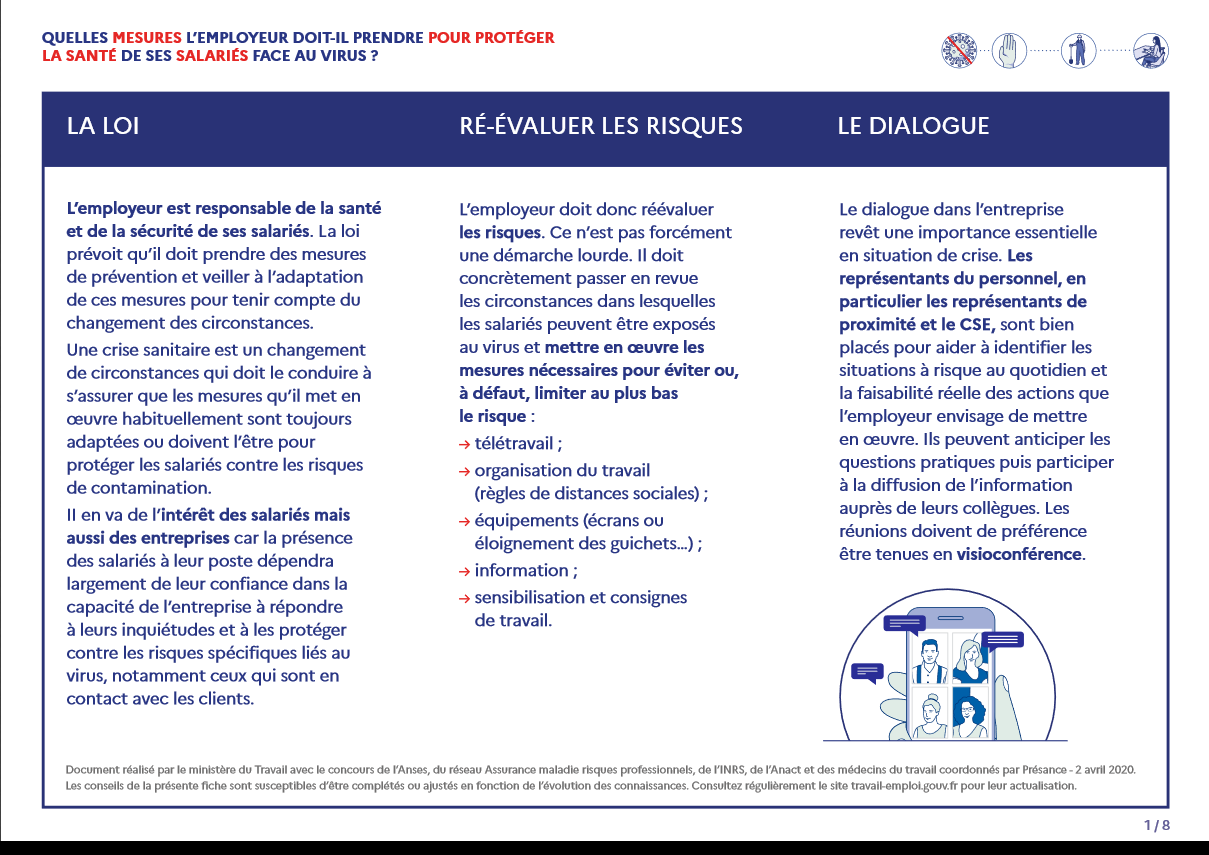 QUELLES MESURES L'EMPLOYEUR DOIT-IL PRENDRE POUR PROTÉGER
LA SANTÉ DE SES SALARIÉS FACE AU VIRUS ?
LA LOI
L'employeur est responsable de la santé
et de la sécurité de ses salariés. La loi
prévoit qu'il doit prendre des mesures
de prévention et veiller à l'adaptation
de ces mesures pour tenir compte du
changement des circonstances.
Une crise sanitaire est un changement
de circonstances qui doit le conduire à
s'assurer que les mesures qu'il met en
œuvre habituellement sont toujours
adaptées ou doivent l'être pour
protéger les salariés contre les risques
de contamination.
Il en va de l'intérêt des salariés mais
aussi des entreprises car la présence
des salariés à leur poste dépendra
largement de leur confiance dans la
capacité de l'entreprise à répondre
à leurs inquiétudes et à les protéger
contre les risques spécifiques liés au
virus, notamment ceux qui sont en
contact avec les clients.
RÉ-ÉVALUER LES RISQUES
L'employeur doit donc réévaluer
les risques. Ce n'est pas forcément
une démarche lourde. Il doit
concrètement passer en revue
les circonstances dans lesquelles
les salariés peuvent être exposés
au virus et mettre en œuvre les
mesures nécessaires pour éviter ou,
à défaut, limiter au plus bas
le risque :
→ télétravail ;
→ organisation du travail
(règles de distances sociales) ;
→ équipements (écrans ou
éloignement des guichets…) ;
→ information ;
→ sensibilisation et consignes
de travail.
LE DIALOGUE
Le dialogue dans l'entreprise
revêt une importance essentielle
en situation de crise. Les
représentants du personnel, en
particulier les représentants de
proximité et le CSE, sont bien
placés pour aider à identifier les
situations à risque au quotidien et
la faisabilité réelle des actions que
l'employeur envisage de mettre
en œuvre. Ils peuvent anticiper les
questions pratiques puis participer
à la diffusion de l'information
auprès de leurs collègues. Les
réunions doivent de préférence
être tenues en visioconférence.
Document réalisé par le ministère du Travail avec le concours de l'Anses, du réseau Assurance maladie risques professionnels, de l'INRS, de l'Anact et des médecins du travail coordonnés par Présance - 2 avril 2020.
Les conseils de la présente fiche sont susceptibles d'être complétés ou ajustés en fonction de l'évolution des connaissances. Consultez régulièrement le site travail-emploi.gouv.fr pour leur actualisation.
1 / 8